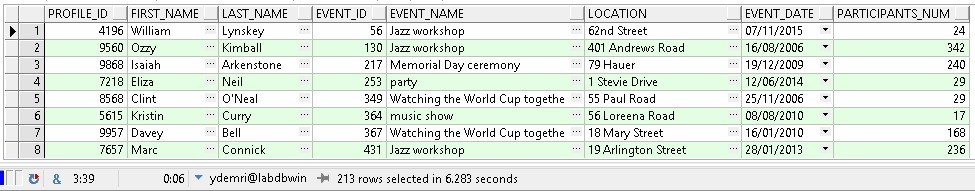 PROFILE_ID FIRST_NAME LAST_NAME EVENT_ID EVENT_NAME LOCATION EVENT_DATE PARTICIPANTS_NUM
1 4196 William ... Lynskey ... 56 Jazz workshop ... 62nd Street ... 07/11/2015 24
2 9560 Ozzy ... Kimball ... 130 Jazz workshop ... 401 Andrews Road ... 16/08/2006 342
3 9868 Isaiah ... Arkenstone ... 217 Memorial Day ceremony ... 79 Hauer ... 19/12/2009 240
4 7218 Eliza ... Neil ... 253 party ... 1 Stevie Drive ... 12/06/2014 29
5 8568 Clint ... O'Neal ... 349 Watching the World Cup togethe ... 55 Paul Road ... 25/11/2006 29
6 5615 Kristin ... Curry ... 364 music show ... 56 Loreena Road ... 08/08/2010 17
7 9957 Davey ... Bell ... 367 Watching the World Cup togethe ... 18 Mary Street ... 16/01/2010 168
8 7657 Marc ... Connick ... 431 Jazz workshop ... 19 Arlington Street ... 28/01/2013 236
& 3:39 0:06 ydemri@labdbwin 213 rows selected in 6.283 seconds